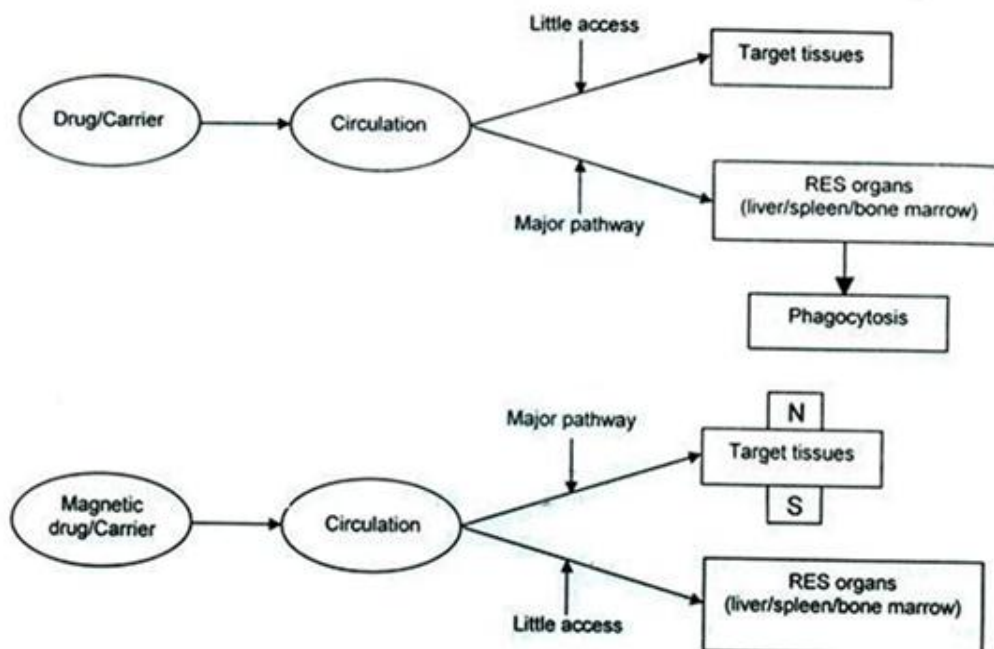 Little access
Target tissues
Drug/Carrier
Circulation
RES organs
(liver/spleen/bone marrow)
Major pathway
Phagocytosis
N
Major pathway
Target tissues
Magnetic
drug/Carrier
Circulation
S
RES organs
(liver/spleen/bone marrow)
Little access